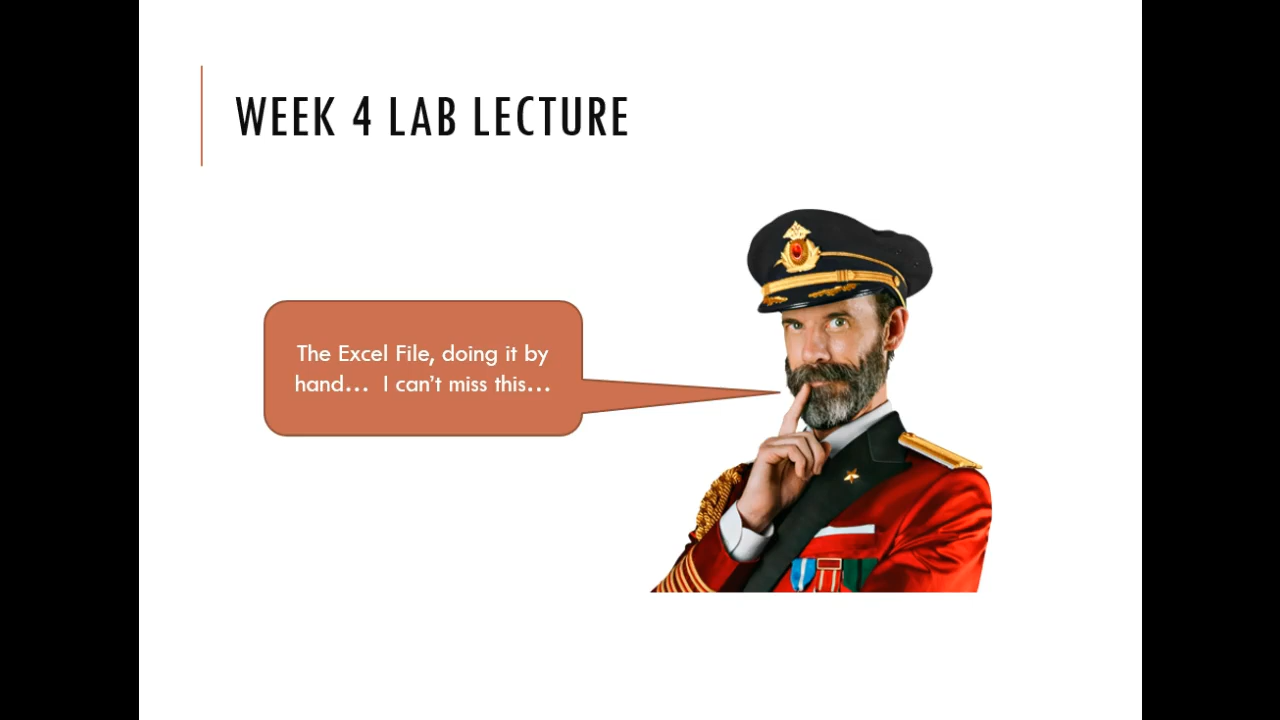 WEEK 4 LAB LECTURE
The Excel File, doing it by
hand… I can’t miss this…